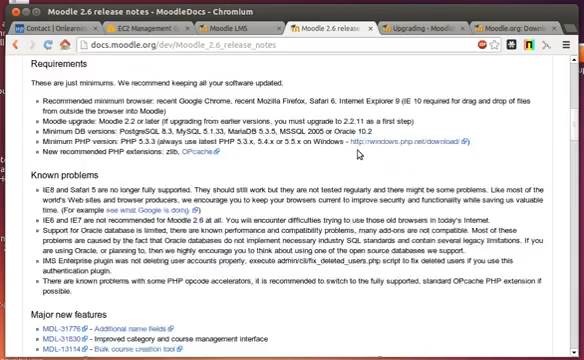 Moodle 2.6 release notes - MoodleDocs - Chromium
Contact | Onlearning
EC2 Management
Moodle LMS
Moodle 2.6 release
Upgrading - Moodle
Moodle.org: Down
docs.moodle.org/dev/Moodle_2.6_release_notes
Requirements
These are just minimums. We recommend keeping all your software updated.
Recommended minimum browser: recent Google Chrome, recent Mozilla Firefox, Safari 6, Internet Explorer 9 (IE 10 required for drag and drop of files
from outside the browser into Moodle)
Moodle upgrade: Moodle 2.2 or later (if upgrading from earlier versions, you must upgrade to 2.2.11 as a first step)
Minimum DB versions: PostgreSQL 8.3, MySQL 5.1.33, MariaDB 5.3.5, MSSQL 2005 or Oracle 10.2
Minimum PHP version: PHP 5.3.3 (always use latest PHP 5.3.x, 5.4.x or 5.5.x on Windows - http://windows.php.net/download/)
New recommended PHP extensions: zlib, OPcache
Known problems
IE8 and Safari 5 are no longer fully supported. They should still work but they are not tested regularly and there might be some problems. Like most of the
world's Web sites and browser producers, we encourage you to keep your browsers current to improve security and functionality while saving us valuable
time. (For example see what Google is doing.)
IE6 and IE7 are not recommended for Moodle 2.6 at all. You will encounter difficulties trying to use those old browsers in today's Internet.
Support for Oracle database is limited, there are known performance and compatibility problems, many add-ons are not compatible. Most of these
problems are caused by the fact that Oracle databases do not implement necessary industry SQL standards and contain several legacy limitations. If you
are using Oracle, or planning to, then we highly encourage you to think about using one of the open source databases we support.
IMS Enterprise plugin was not deleting user accounts properly, execute admin/cli/fix_deleted_users.php script to fix deleted users if you use this
authentication plugin.
There are known problems with some PHP opcode accelerators, it is recommended to switch to the fully supported, standard OPcache PHP extension if
possible.
Major new features
MDL-31776 - Additional name fields
MDL-31830 - Improved category and course management interface
MDL-13114 - Bulk course creation tool